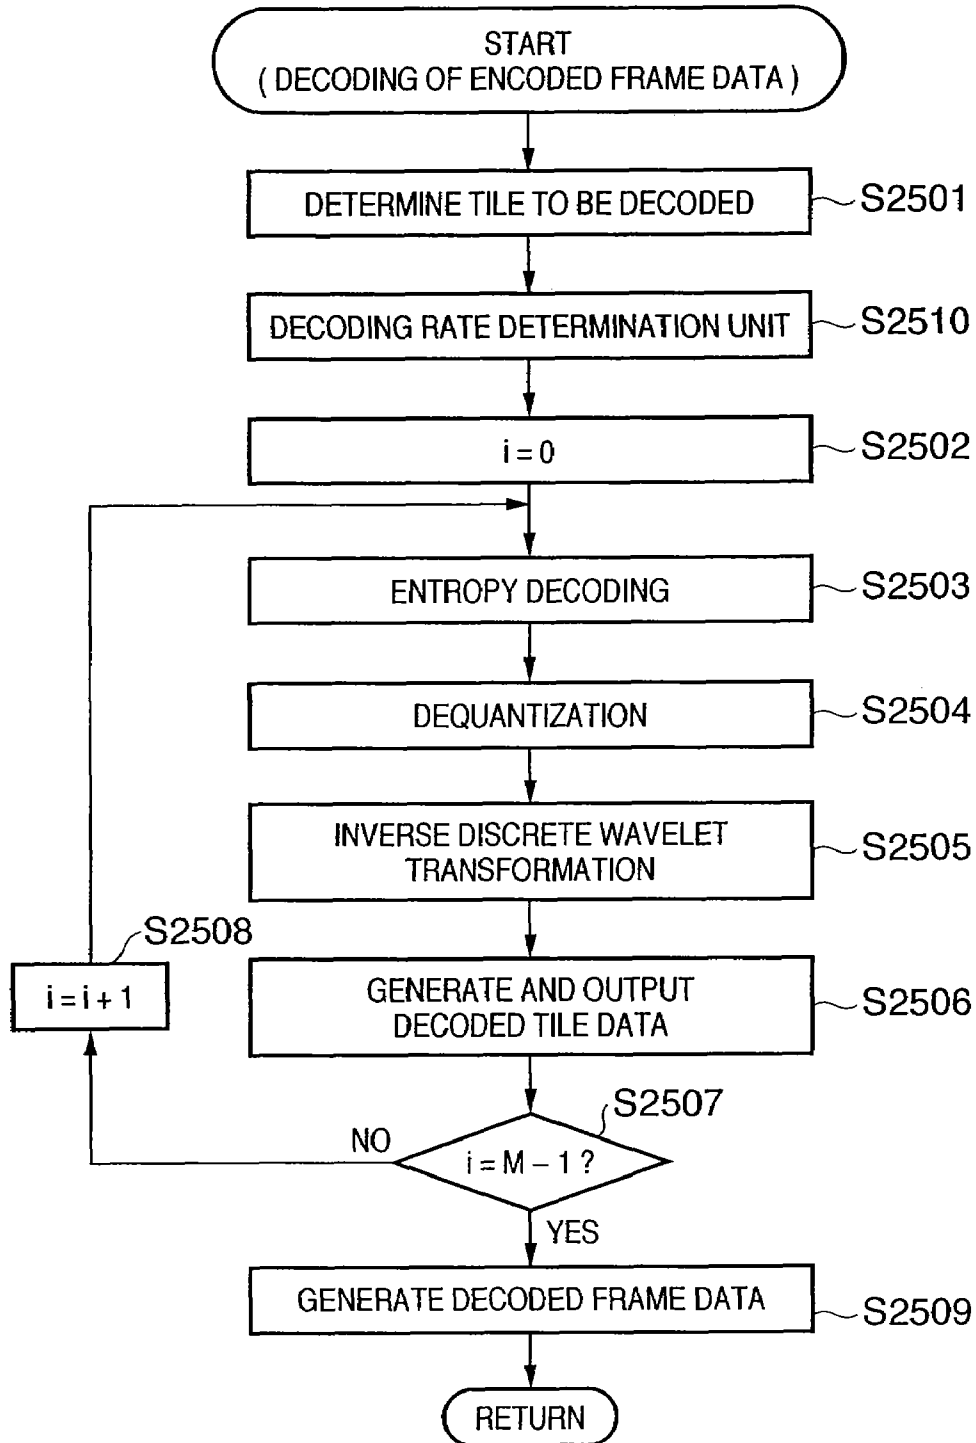 START
( DECODING OF ENCODED FRAME DATA )
DETERMINE TILE TO BE DECODED
S2501
DECODING RATE DETERMINATION UNIT
S2510
i = 0
S2502
ENTROPY DECODING
S2503
DEQUANTIZATION
S2504
INVERSE DISCRETE WAVELET
TRANSFORMATION
S2505
S2508
i = i + 1
GENERATE AND OUTPUT
DECODED TILE DATA
S2506
S2507
NO
i = M – 1 ?
YES
GENERATE DECODED FRAME DATA
S2509
RETURN